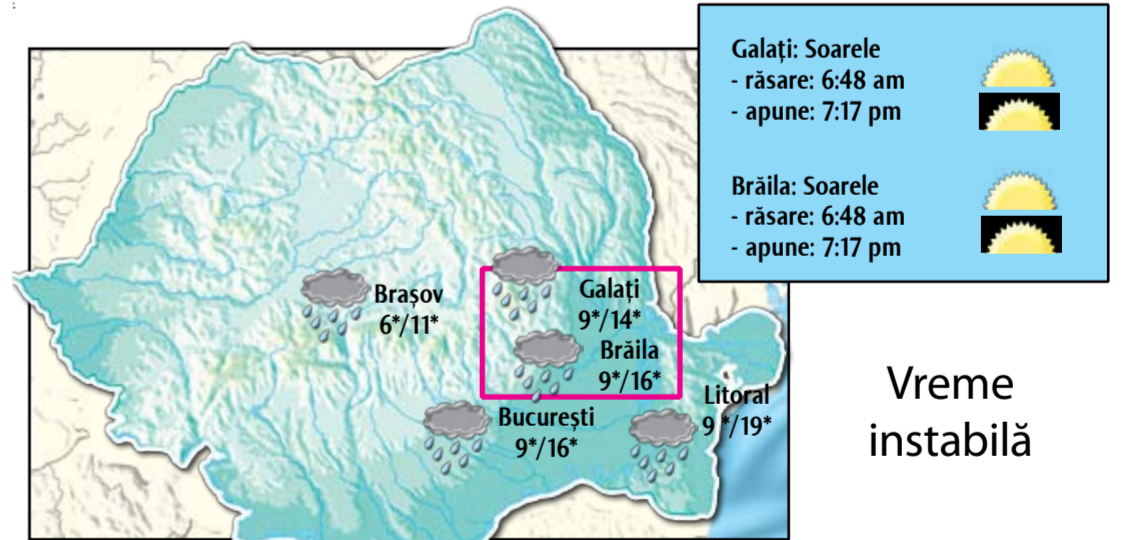 Galați: Soarele
- răsare: 6:48 am
- apune: 7:17 pm
Brăila: Soarele
- răsare: 6:48 am
- apune: 7:17 pm
Brașov
6*/11*
Galați
9*/14*
Brăila
9*/16*
București
9*/16*
Litoral
9 */19*
Vreme
instabilă